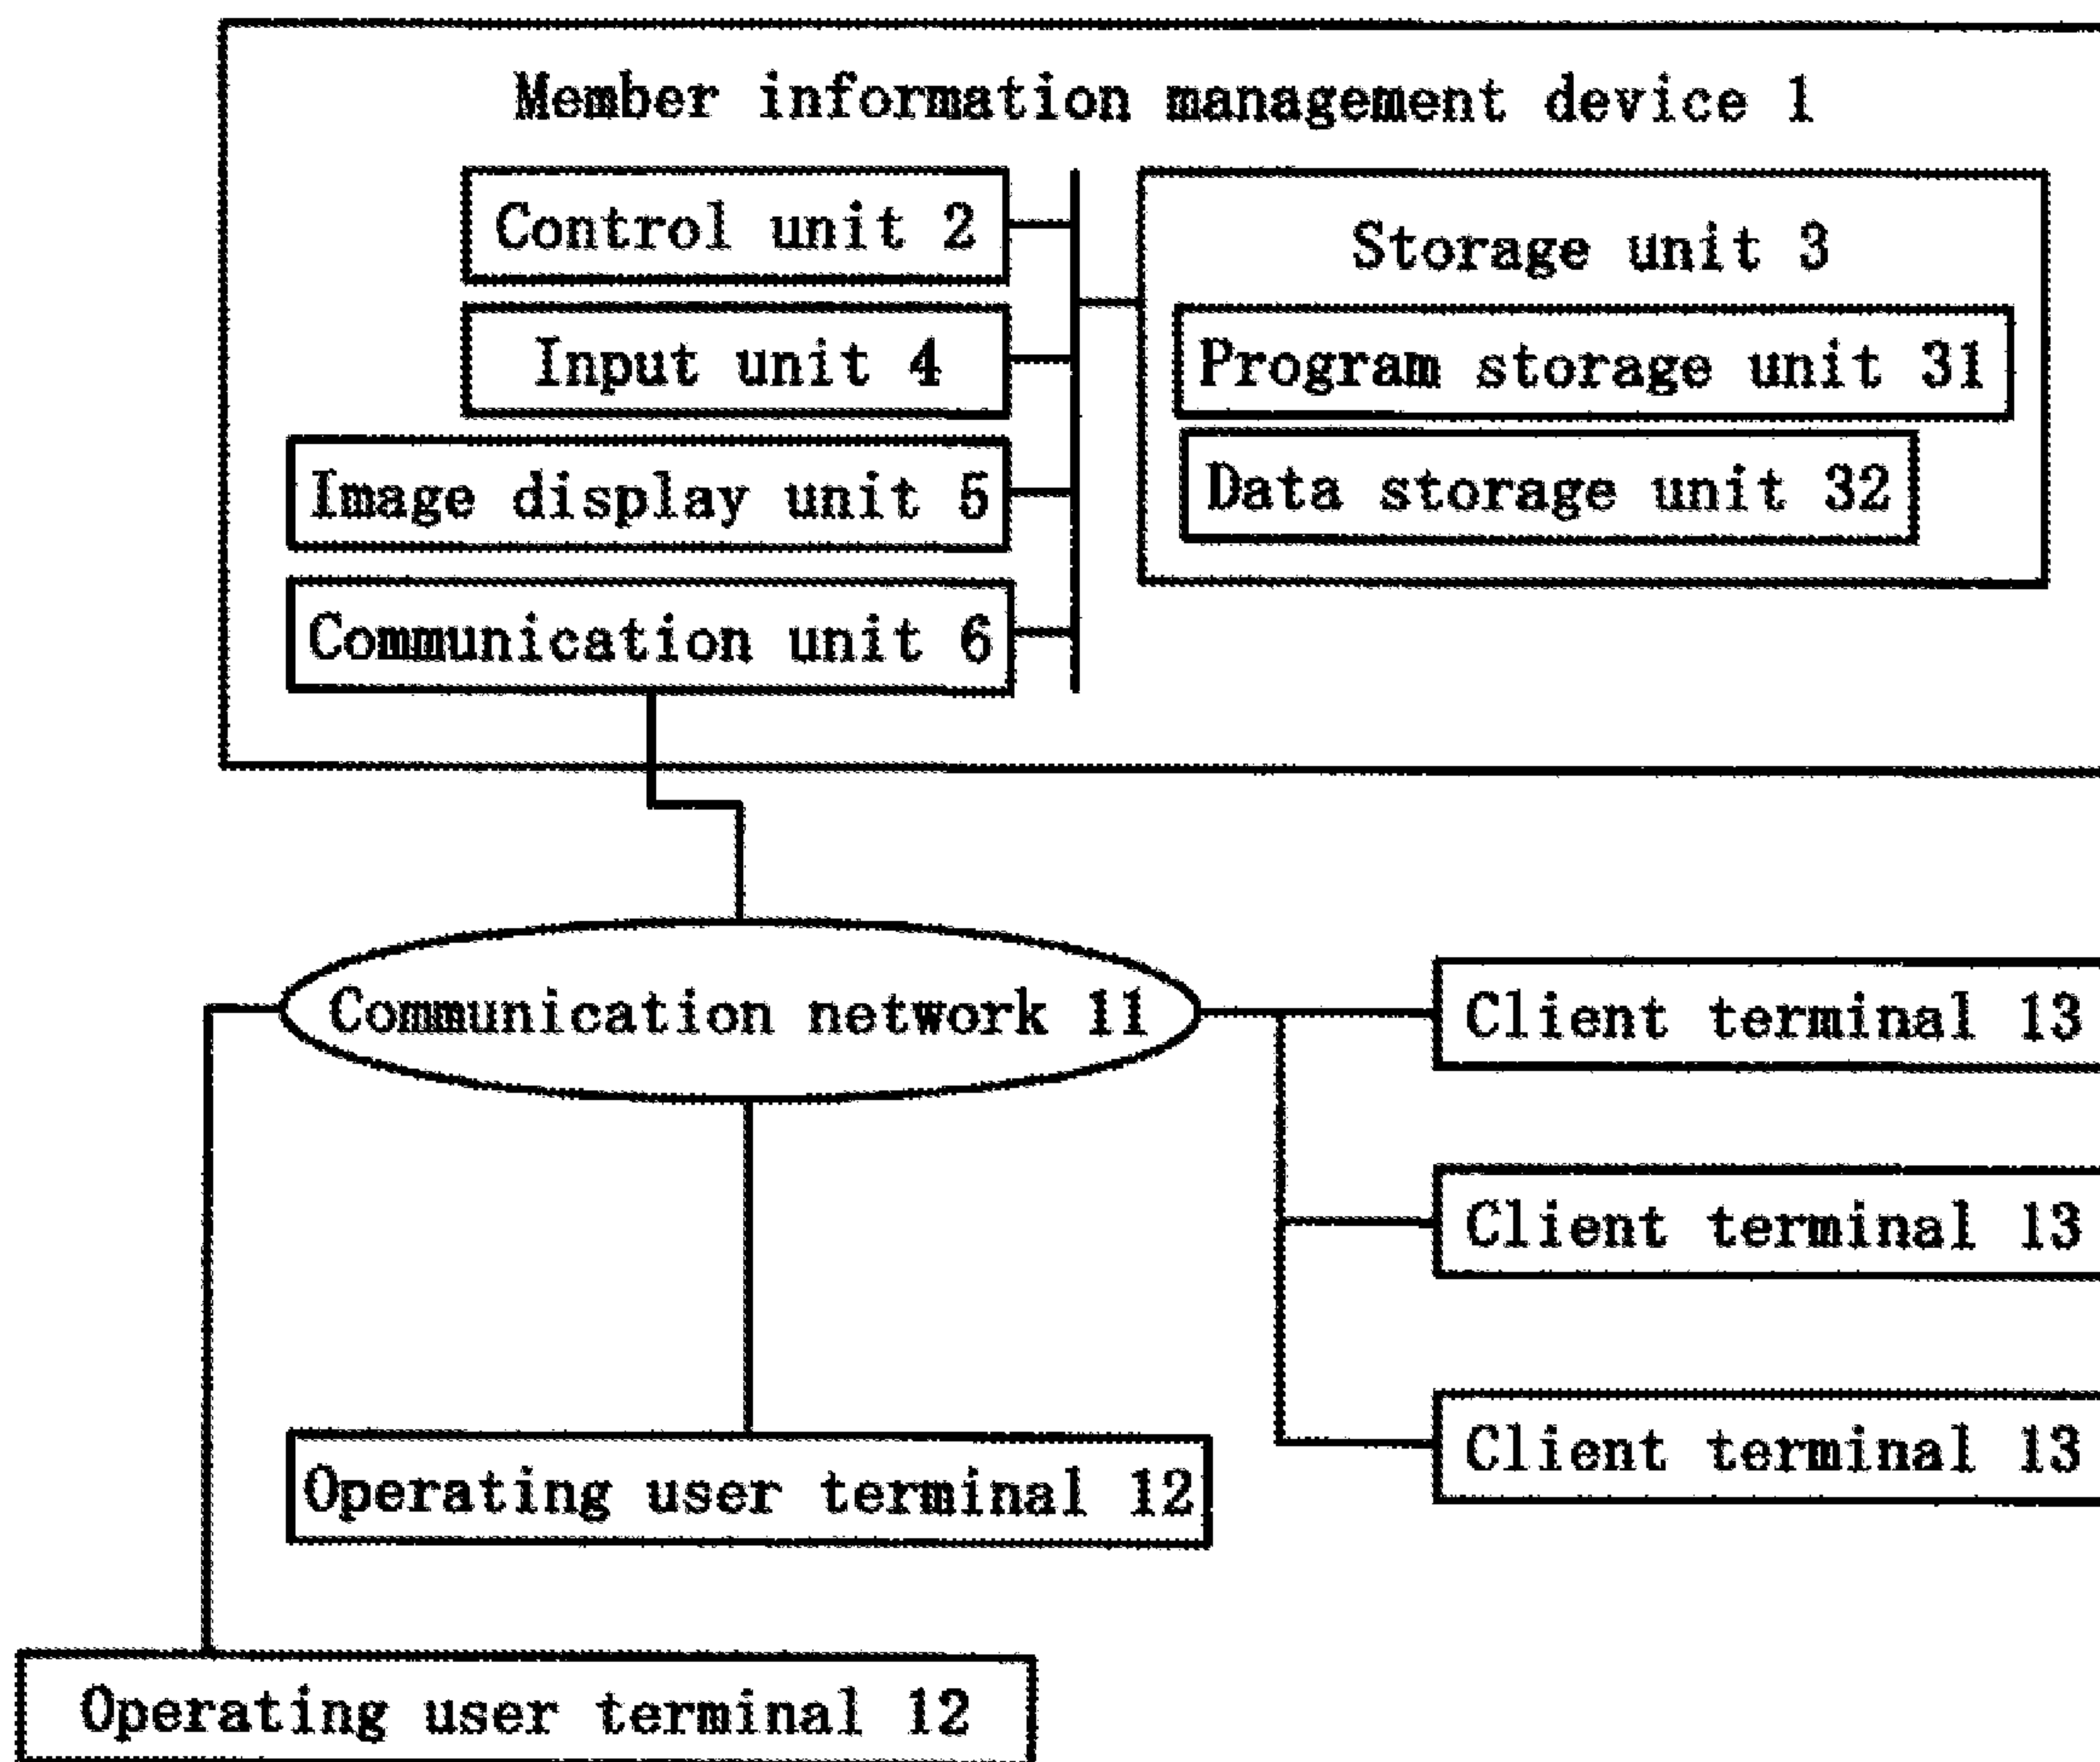 Member information management device 1
Control unit 2
Input unit 4
Image display unit 5
Communication unit 6
Storage unit 3
Program storage unit 31
Data storage unit 32
Communication network 11
Client terminal 13
Client terminal 13
Client terminal 13
Operating user terminal 12
Operating user terminal 12